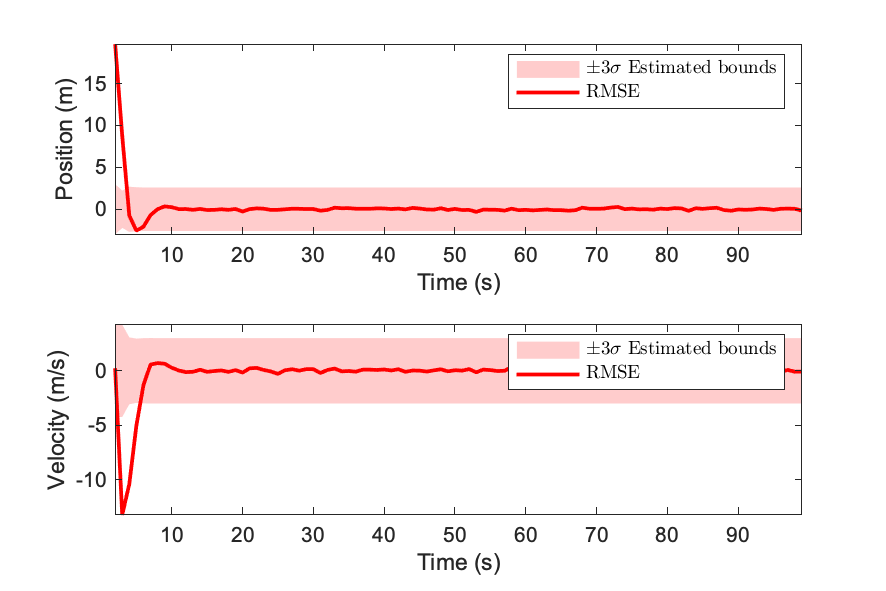 Position (m)
15
10
5
0
±3σ Estimated bounds
RMSE
10 20 30 40 50 60 70 80 90
Time (s)
Velocity (m/s)
0
-5
-10
±3σ Estimated bounds
RMSE
10 20 30 40 50 60 70 80 90
Time (s)